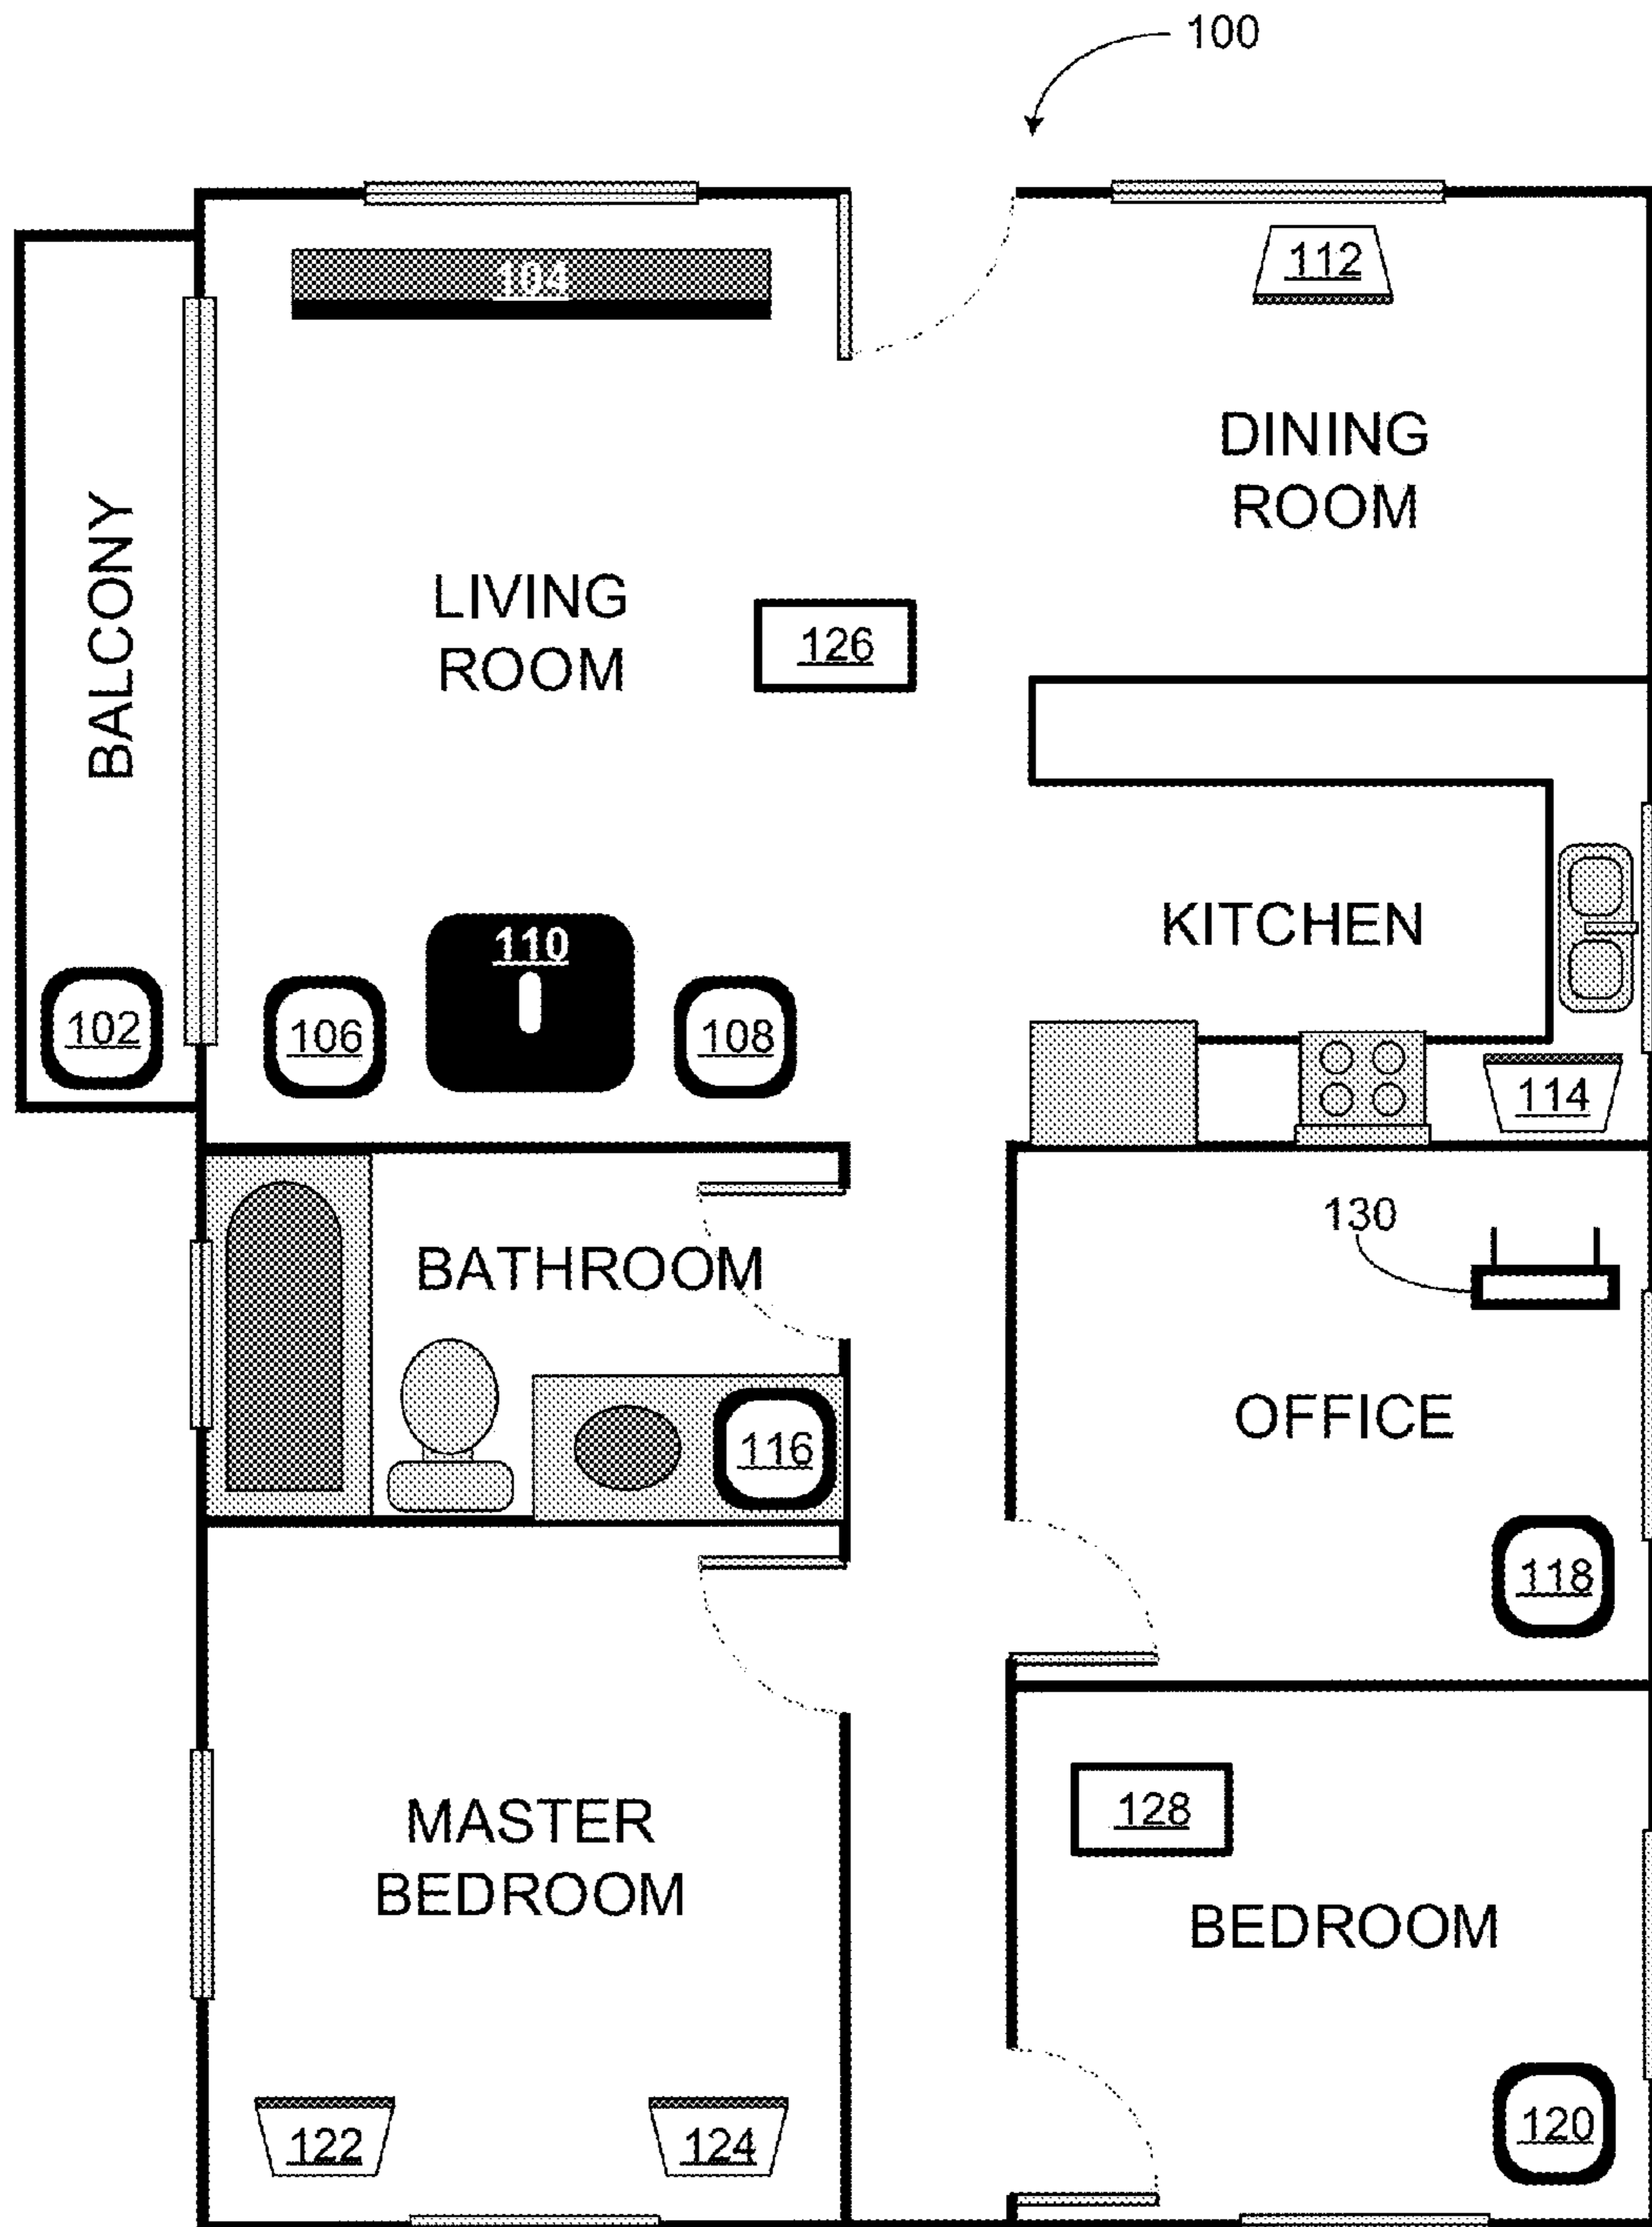 100
104
112
DINING
ROOM
BALCONY
LIVING
ROOM
126
KITCHEN
110
102
106
108
114
130
BATHROOM
OFFICE
116
118
128
MASTER
BEDROOM
BEDROOM
122
124
120